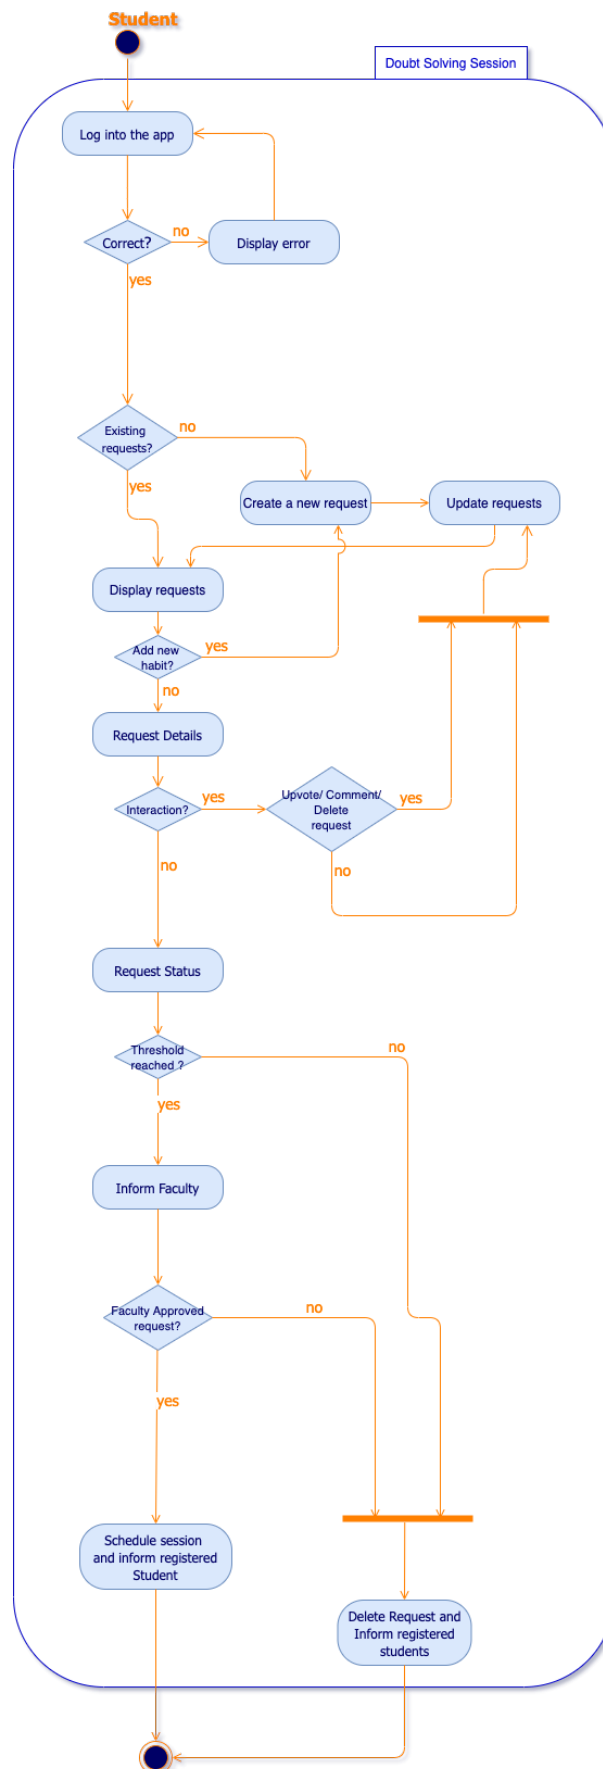 Student
Doubt Solving Session
Log into the app
Correct?
no
Display error
yes
Existing
requests?
no
yes
Create a new request
Update requests
Display requests
Add new
habit?
yes
no
Request Details
Interaction?
yes
Upvote/ Comment/
Delete
request
yes
no
no
Request Status
Threshold
reached ?
no
yes
Inform Faculty
Faculty Approved
request?
no
yes
Schedule session
and inform registered
Student
Delete Request and
Inform registered
students